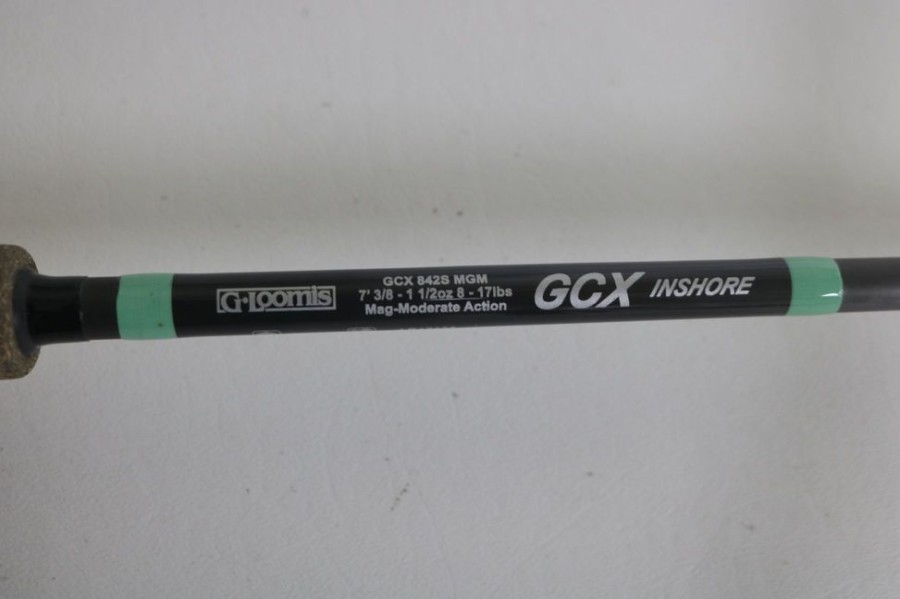 G·Loomis
GCX 842S MGM
7' 3/8 - 1 1/2oz 8 - 17lbs
Mag-Moderate Action
GCX INSHORE